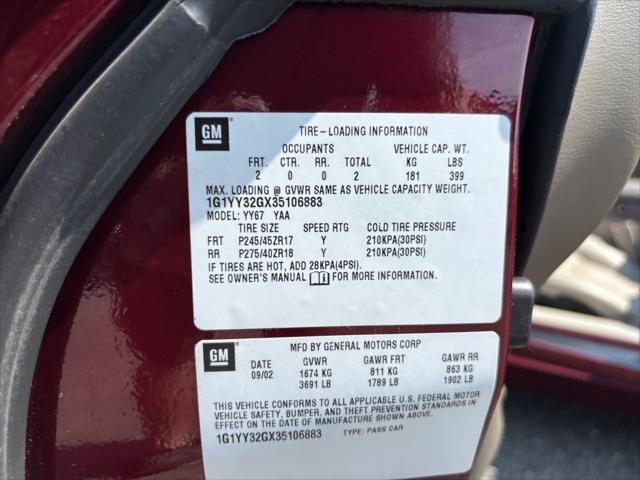 GM
TIRE-LOADING INFORMATION
OCCUPANTS VEHICLE CAP. WT.
FRT. CTR. RR. TOTAL KG LBS
2 0 0 2 181 399
MAX. LOADING @ GVWR SAME AS VEHICLE CAPACITY WEIGHT.
1G1YY32GX35106883
MODEL: YY67 YAA
TIRE SIZE SPEED RTG COLD TIRE PRESSURE
FRT P245/45ZR17 Y 210KPA(30PSI)
RR P275/40ZR18 Y 210KPA(30PSI)
IF TIRES ARE HOT, ADD 28KPA(4PSI).
SEE OWNER'S MANUAL FOR MORE INFORMATION.
GM
MFD BY GENERAL MOTORS CORP
DATE GVWR GAWR FRT GAWR RR
09/02 1674 KG 811 KG 863 KG
3691 LB 1789 LB 1902 LB
THIS VEHICLE CONFORMS TO ALL APPLICABLE U.S. FEDERAL MOTOR
VEHICLE SAFETY, BUMPER, AND THEFT PREVENTION STANDARDS IN
EFFECT ON THE DATE OF MANUFACTURE SHOWN ABOVE.
1G1YY32GX35106883 TYPE: PASS CAR